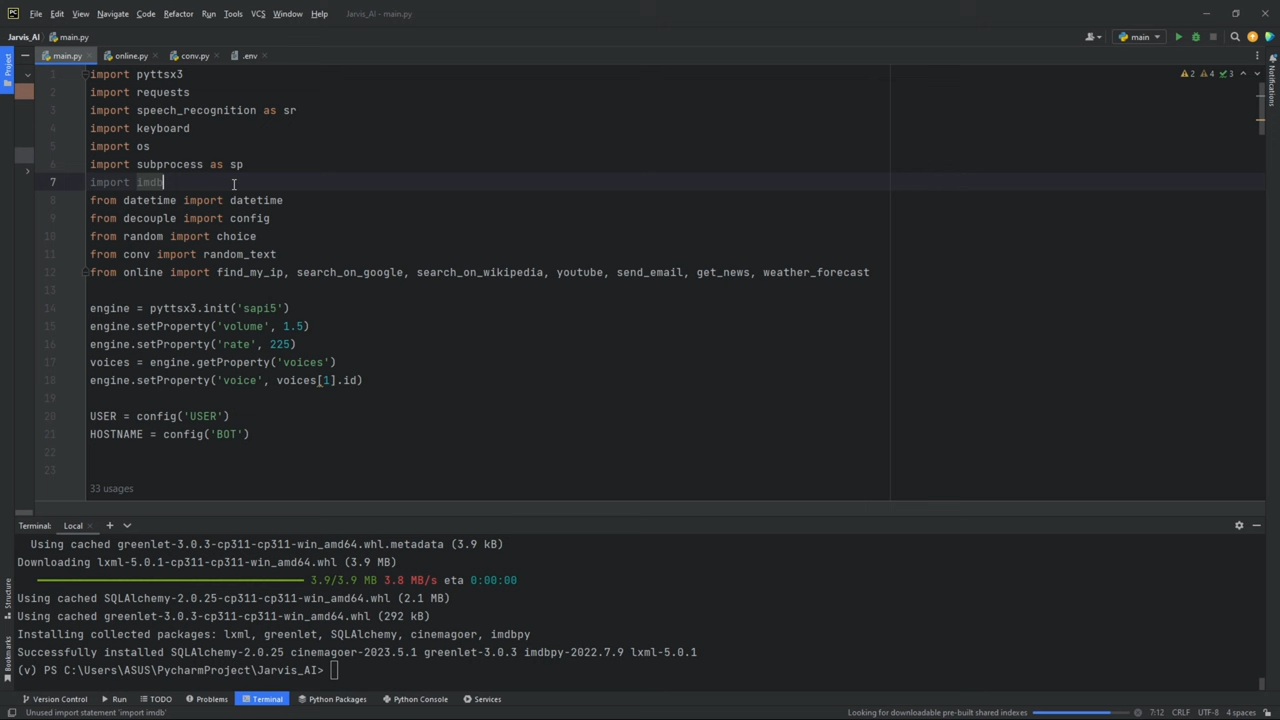 File Edit View Navigate Code Refactor Run Tools VCS Window Help Jarvis_AI - main.py
Jarvis_AI main.py main
main.py online.py conv.py .env
Project
Notifications
2 4 3
1 import pyttsx3
2 import requests
3 import speech_recognition as sr
4 import keyboard
5 import os
6 import subprocess as sp
7 import imdb
8 from datetime import datetime
9 from decouple import config
10 from random import choice
11 from conv import random_text
12 from online import find_my_ip, search_on_google, search_on_wikipedia, youtube, send_email, get_news, weather_forecast
13
14 engine = pyttsx3.init('sapi5')
15 engine.setProperty('volume', 1.5)
16 engine.setProperty('rate', 225)
17 voices = engine.getProperty('voices')
18 engine.setProperty('voice', voices[1].id)
19
20 USER = config('USER')
21 HOSTNAME = config('BOT')
22
23
33 usages
Terminal: Local
Using cached greenlet-3.0.3-cp311-cp311-win_amd64.whl.metadata (3.9 kB)
Downloading lxml-5.0.1-cp311-cp311-win_amd64.whl (3.9 MB)
3.9/3.9 MB 3.8 MB/s eta 0:00:00
Using cached SQLAlchemy-2.0.25-cp311-cp311-win_amd64.whl (2.1 MB)
Using cached greenlet-3.0.3-cp311-cp311-win_amd64.whl (292 kB)
Installing collected packages: lxml, greenlet, SQLAlchemy, cinemagoer, imdbpy
Successfully installed SQLAlchemy-2.0.25 cinemagoer-2023.5.1 greenlet-3.0.3 imdbpy-2022.7.9 lxml-5.0.1
(v) PS C:\Users\ASUS\PycharmProject\Jarvis_AI>
Structure
Bookmarks
Version Control Run TODO Problems Terminal Python Packages Python Console Services
Unused import statement 'import imdb' Looking for downloadable pre-built shared indexes 7:12 CRLF UTF-8 4 spaces